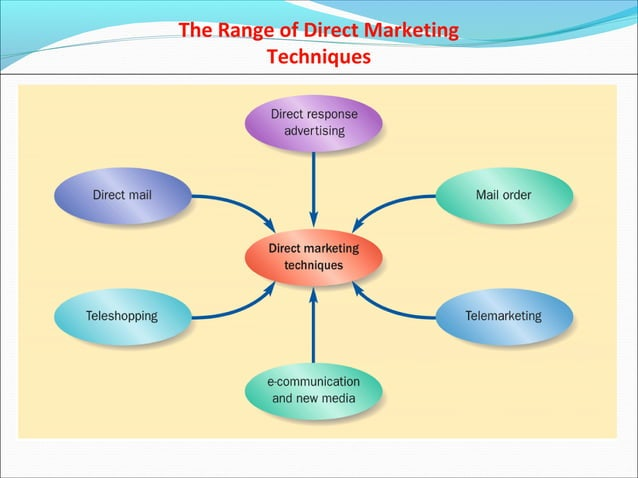 The Range of Direct Marketing
Techniques
Direct response
advertising
Direct mail
Mail order
Direct marketing
techniques
Teleshopping
Telemarketing
e-communication
and new media